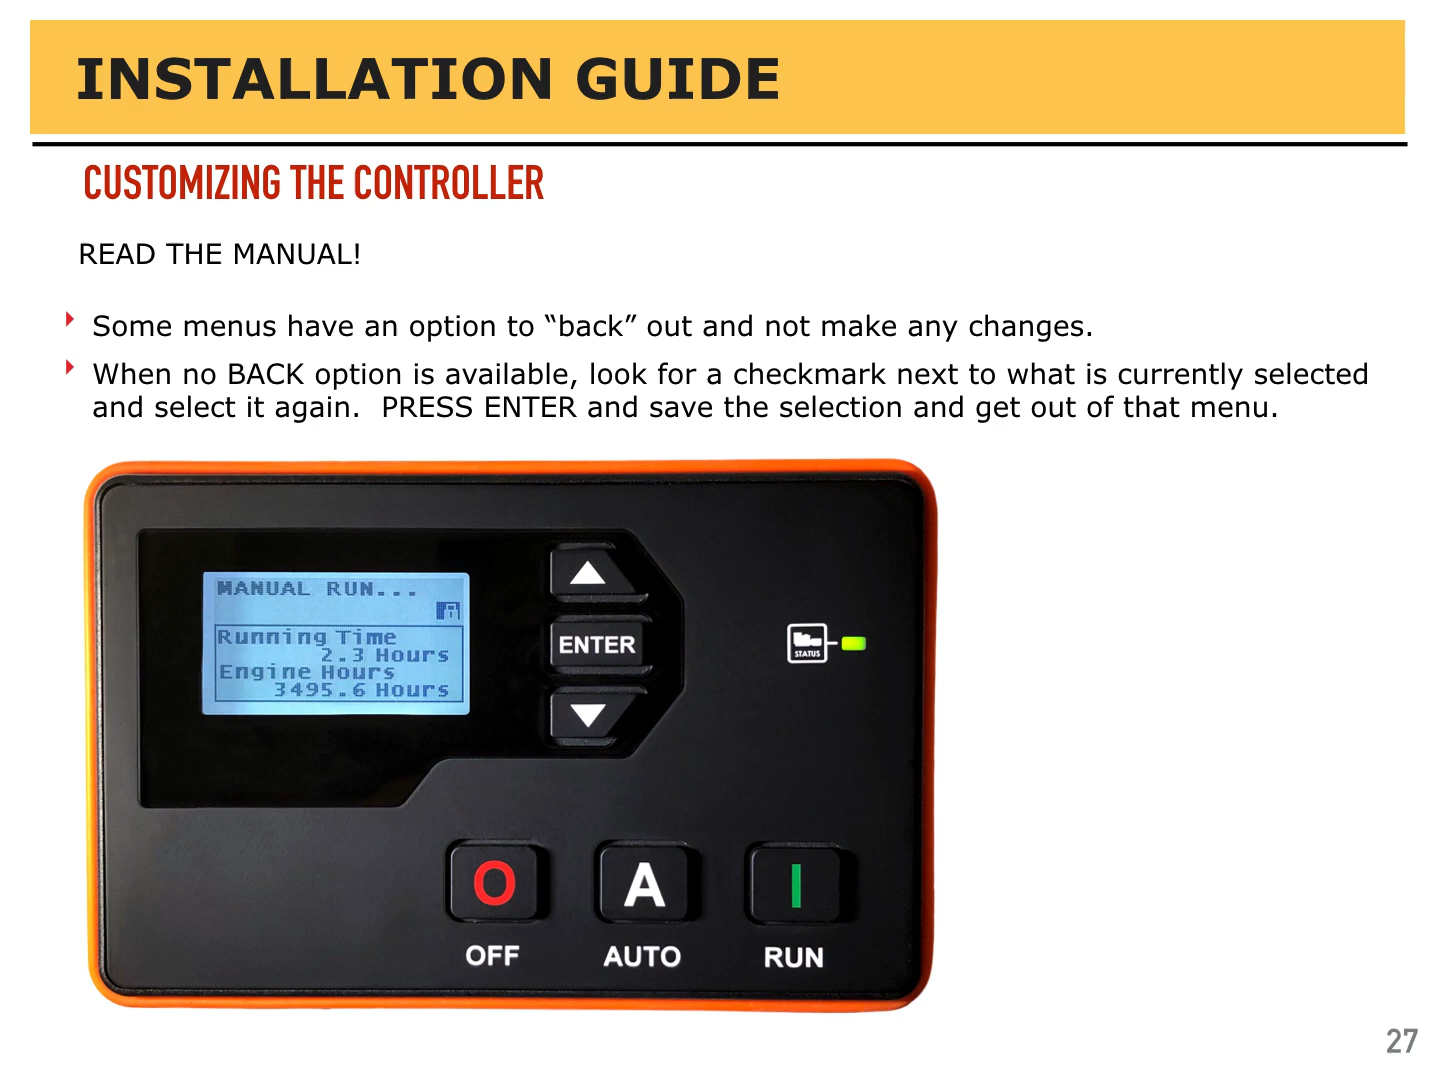 INSTALLATION GUIDE
CUSTOMIZING THE CONTROLLER
READ THE MANUAL!
Some menus have an option to “back” out and not make any changes.
When no BACK option is available, look for a checkmark next to what is currently selected
and select it again.  PRESS ENTER and save the selection and get out of that menu.
MANUAL RUN...
Running Time
2.3 Hours
Engine Hours
3495.6 Hours
ENTER
STATUS
O
A
I
OFF
AUTO
RUN
27